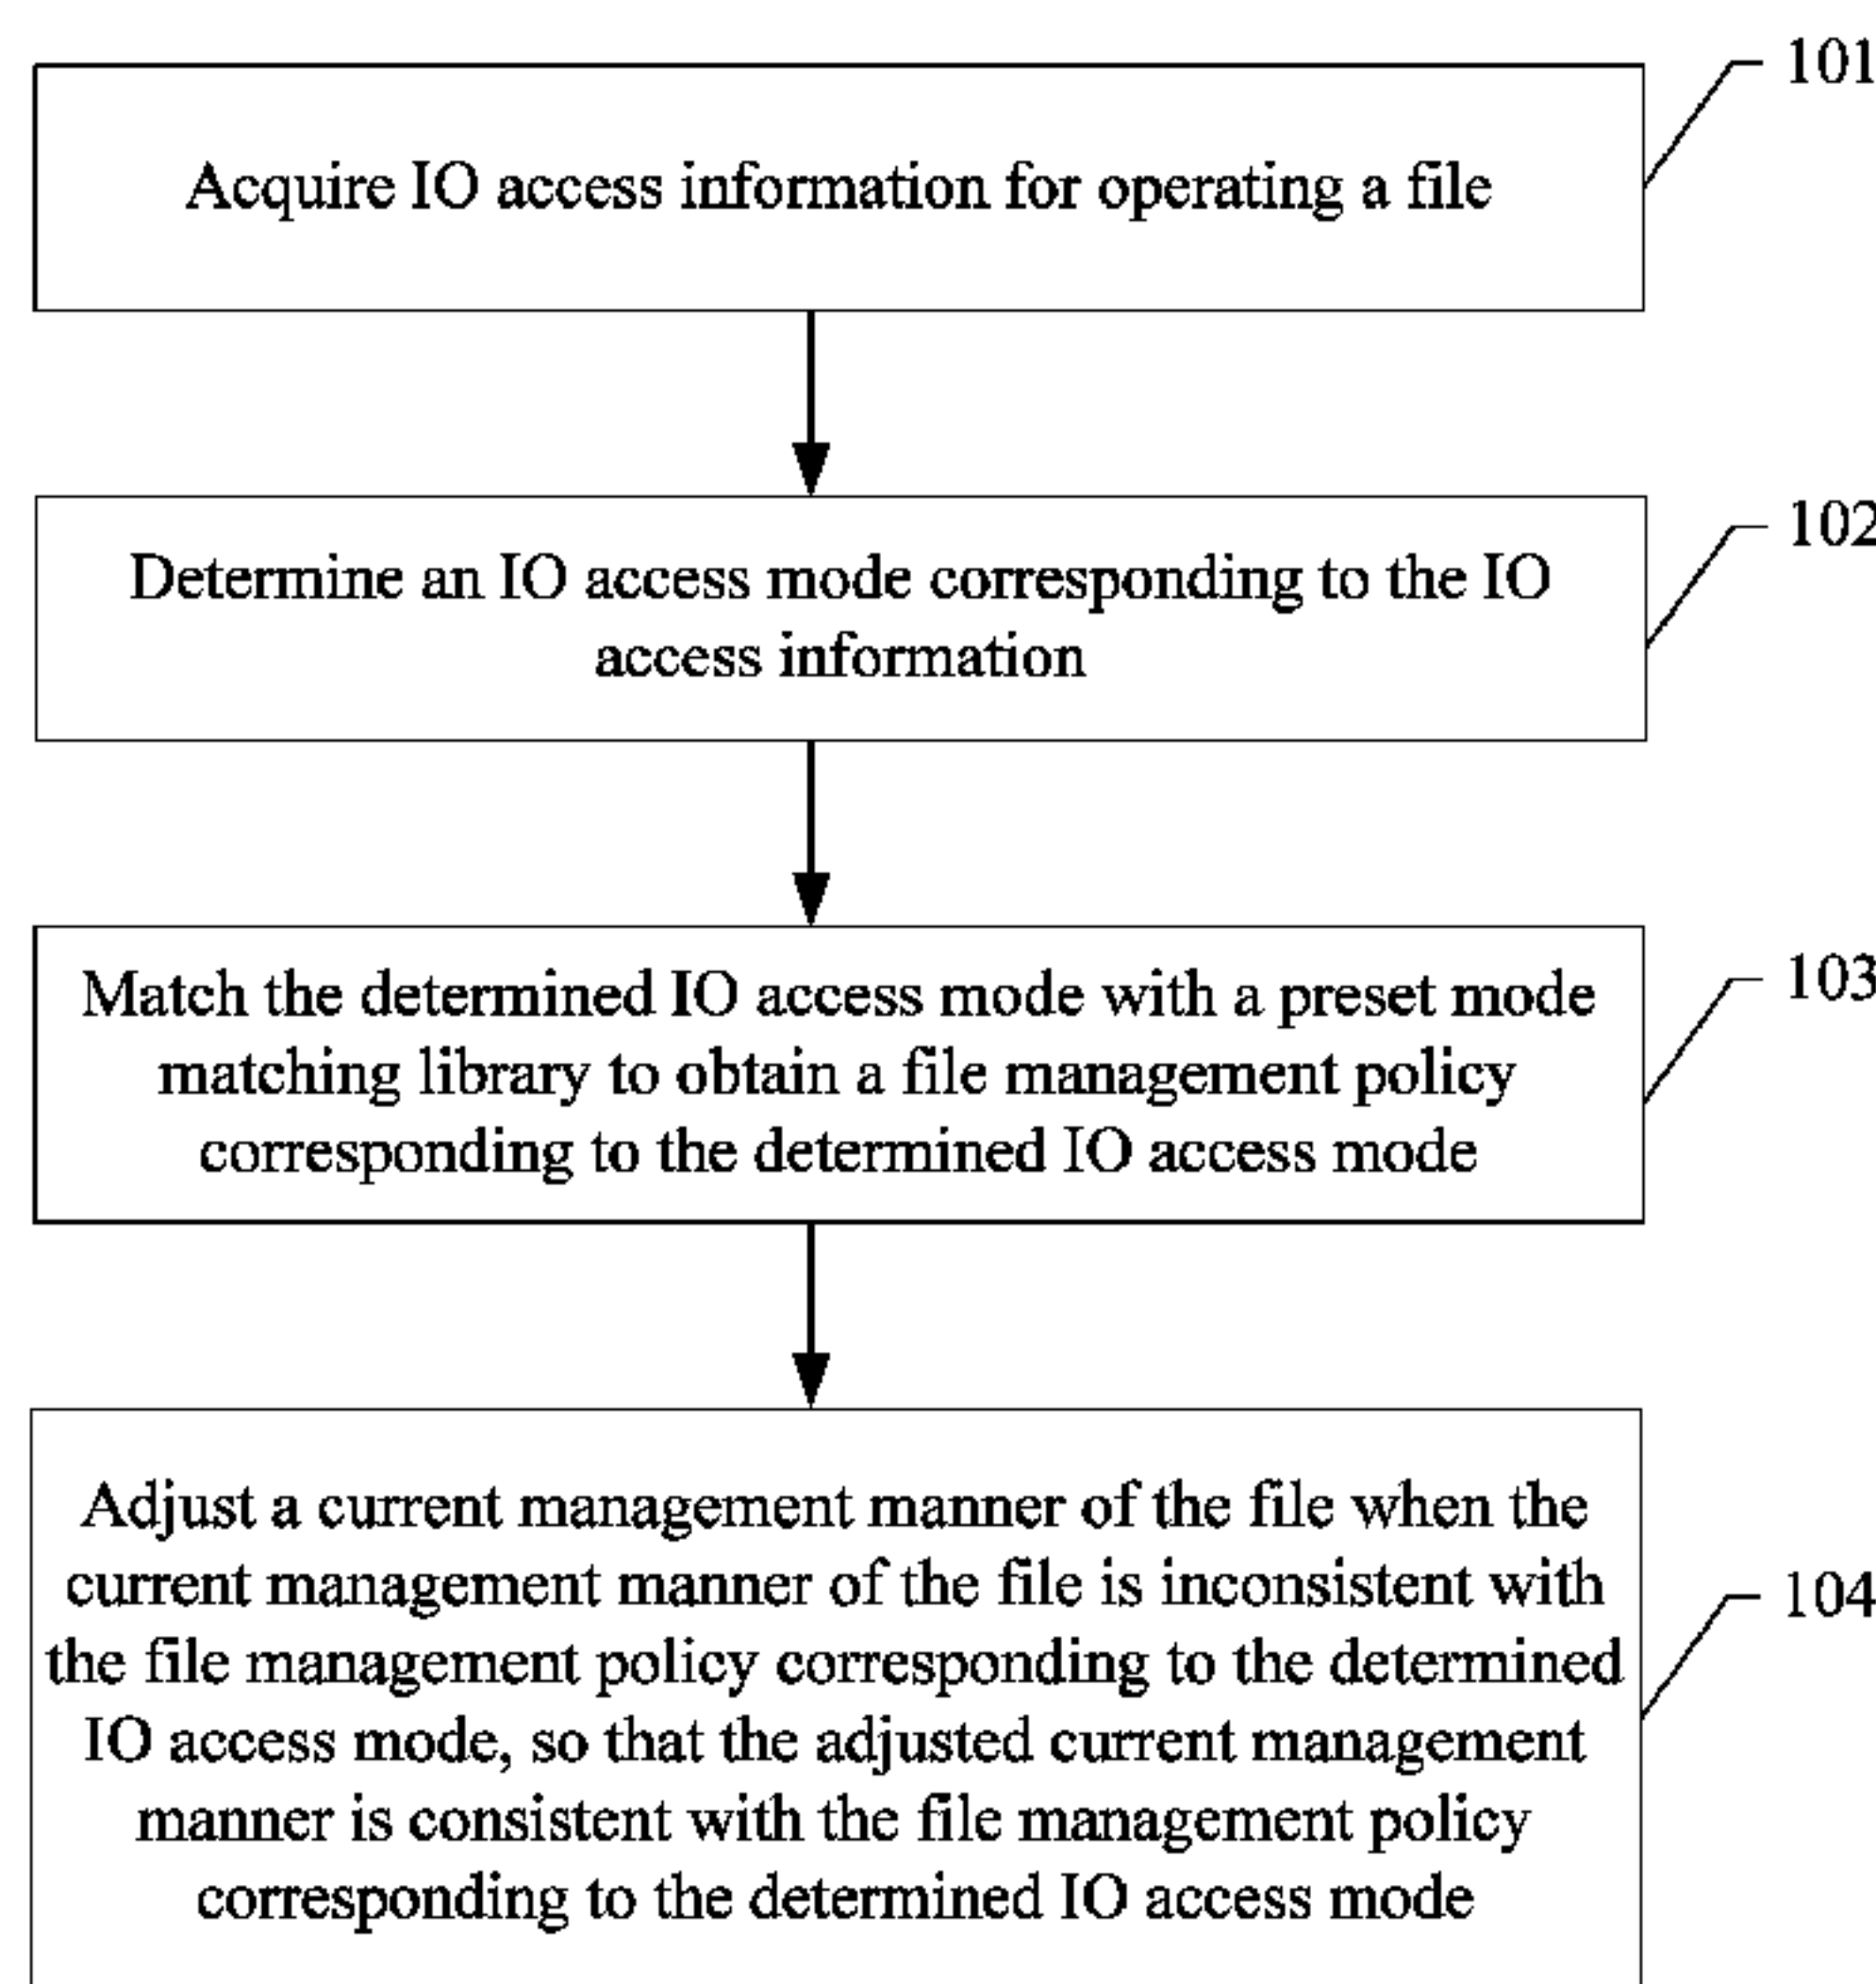 101
Acquire IO access information for operating a file
102
Determine an IO access mode corresponding to the IO
access information
103
Match the determined IO access mode with a preset mode
matching library to obtain a file management policy
corresponding to the determined IO access mode
104
Adjust a current management manner of the file when the
current management manner of the file is inconsistent with
the file management policy corresponding to the determined
IO access mode, so that the adjusted current management
manner is consistent with the file management policy
corresponding to the determined IO access mode